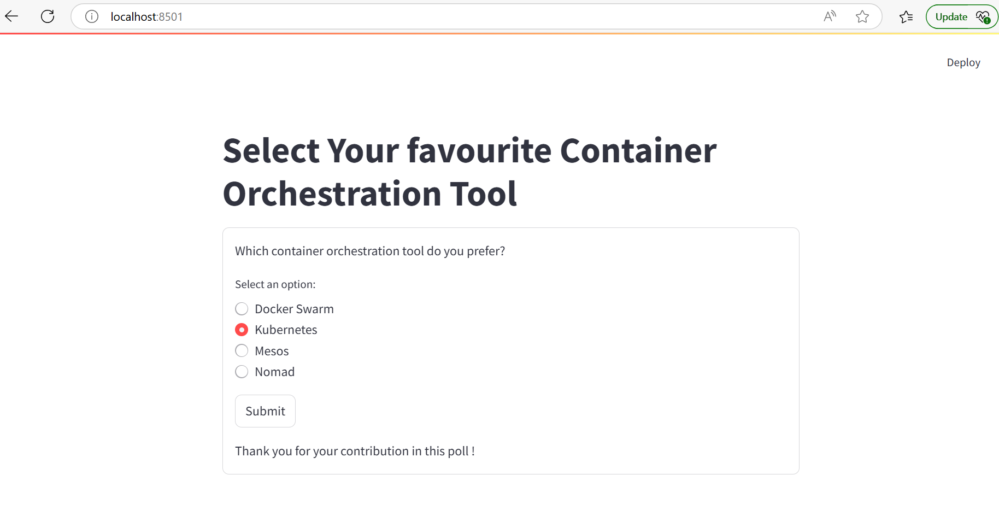 localhost:8501
Update
Deploy
Select Your favourite Container
Orchestration Tool
Which container orchestration tool do you prefer?
Select an option:
Docker Swarm
Kubernetes
Mesos
Nomad
Submit
Thank you for your contribution in this poll !